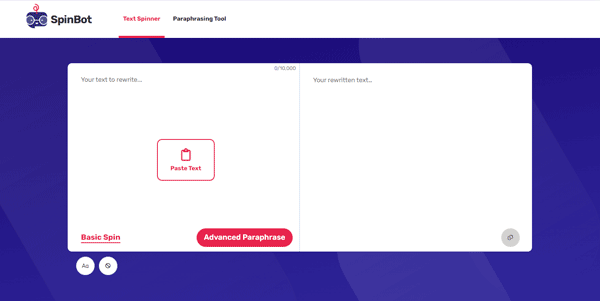 SpinBot
Text Spinner
Paraphrasing Tool
0/10,000
Your text to rewrite...
Your rewritten text...
Paste Text
Basic Spin
Advanced Paraphrase
Aa